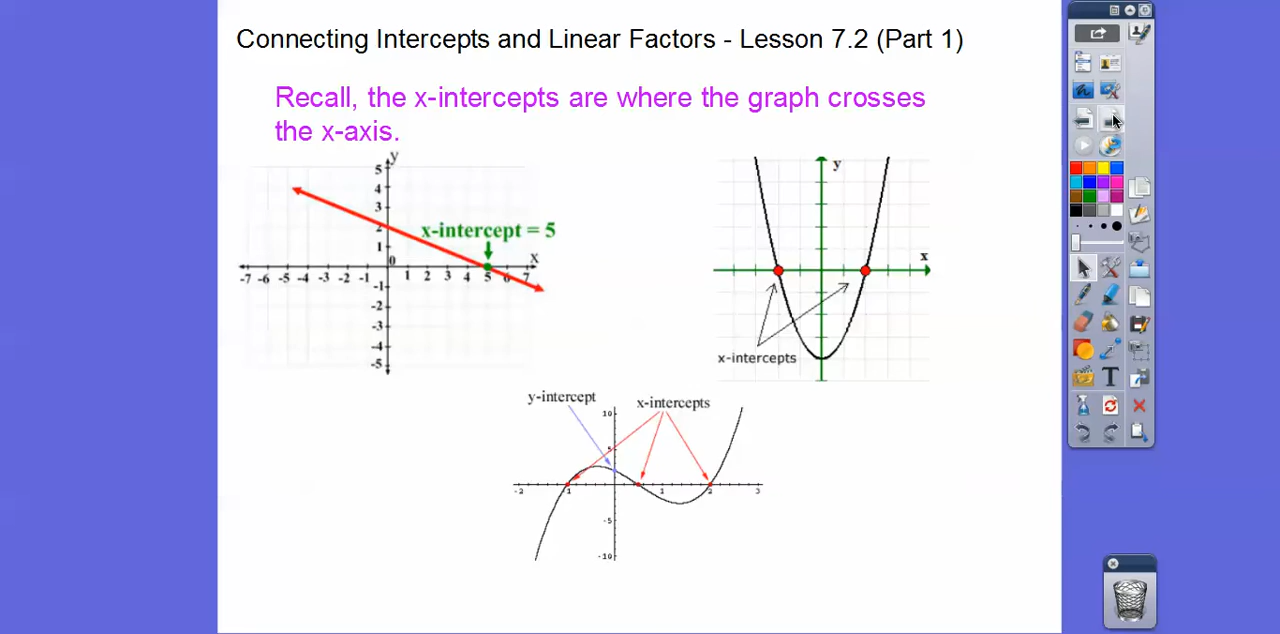 Connecting Intercepts and Linear Factors - Lesson 7.2 (Part 1)
Recall, the x-intercepts are where the graph crosses
the x-axis.
y
5
4
3
2
1
0
x-intercept = 5
x
-7 -6 -5 -4 -3 -2 -1 1 2 3 4 5 6 7
-1
-2
-3
-4
-5
y
x
x-intercepts
y-intercept x-intercepts
10
5
-2 -1 1 2 3
-5
-10
T